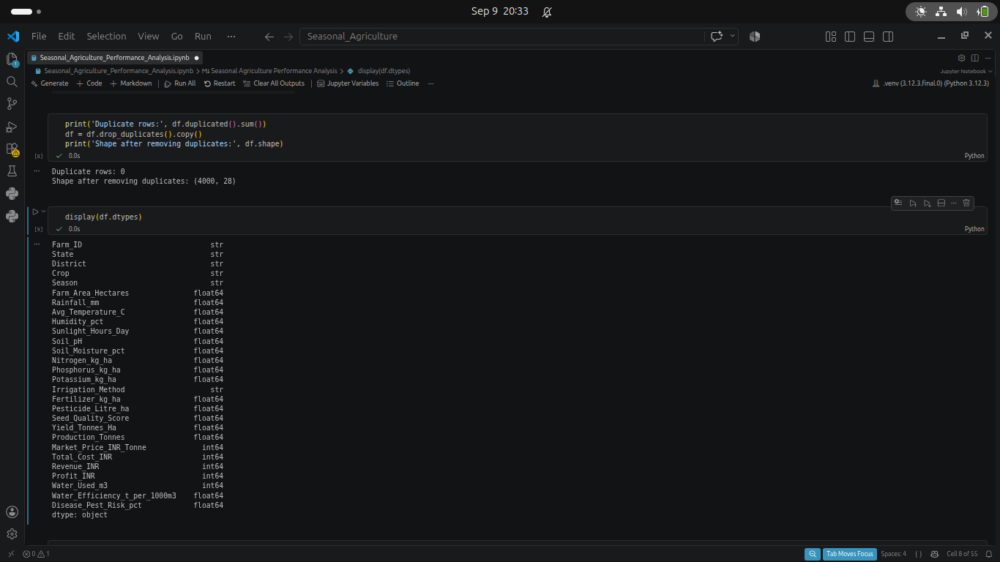 Sep 9 20:33
File Edit Selection View Go Run ···
Seasonal_Agriculture
Seasonal_Agriculture_Performance_Analysis.ipynb
Seasonal_Agriculture_Performance_Analysis.ipynb > M↓ Seasonal Agriculture Performance Analysis > display(df.dtypes)
Jupyter Notebook
Generate + Code + Markdown | Run All Restart Clear All Outputs | Jupyter Variables Outline ···
.venv (3.12.3.final.0) (Python 3.12.3)
print('Duplicate rows:', df.duplicated().sum())
df = df.drop_duplicates().copy()
print('Shape after removing duplicates:', df.shape)
[8] 0.0s Python
Duplicate rows: 0
Shape after removing duplicates: (4000, 28)
display(df.dtypes)
[9] 0.0s Python
Farm_ID str
State str
District str
Crop str
Season str
Farm_Area_Hectares float64
Rainfall_mm float64
Avg_Temperature_C float64
Humidity_pct float64
Sunlight_Hours_Day float64
Soil_pH float64
Soil_Moisture_pct float64
Nitrogen_kg_ha float64
Phosphorus_kg_ha float64
Potassium_kg_ha float64
Irrigation_Method str
Fertilizer_kg_ha float64
Pesticide_Litre_ha float64
Seed_Quality_Score float64
Yield_Tonnes_Ha float64
Production_Tonnes float64
Market_Price_INR_Tonne int64
Total_Cost_INR int64
Revenue_INR int64
Profit_INR int64
Water_Used_m3 int64
Water_Efficiency_t_per_1000m3 float64
Disease_Pest_Risk_pct float64
dtype: object
0 1 Tab Moves Focus Spaces: 4 Cell 8 of 55